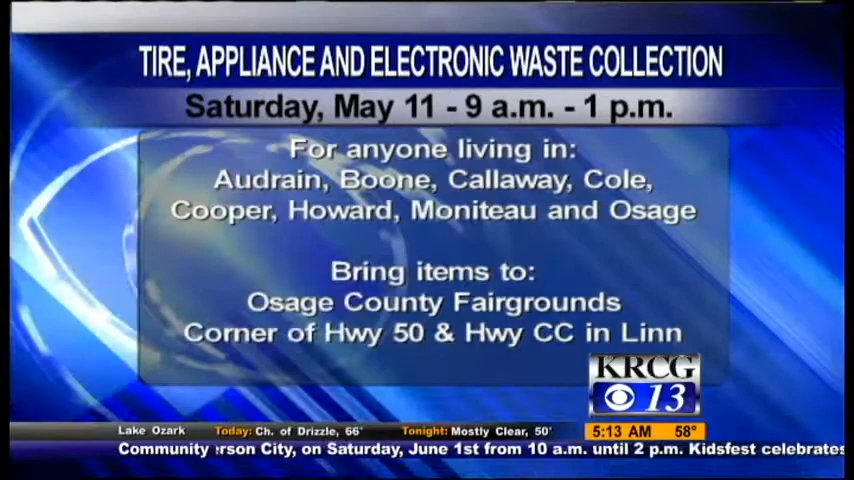 TIRE, APPLIANCE AND ELECTRONIC WASTE COLLECTION
Saturday, May 11 - 9 a.m. - 1 p.m.
For anyone living in:
Audrain, Boone, Callaway, Cole,
Cooper, Howard, Moniteau and Osage
Bring items to:
Osage County Fairgrounds
Corner of Hwy 50 & Hwy CC in Linn
KRCG
13
Lake Ozark Today: Ch. of Drizzle, 66° Tonight: Mostly Clear, 50° 5:13 AM 58°
Community rson City, on Saturday, June 1st from 10 a.m. until 2 p.m. Kidsfest celebrates